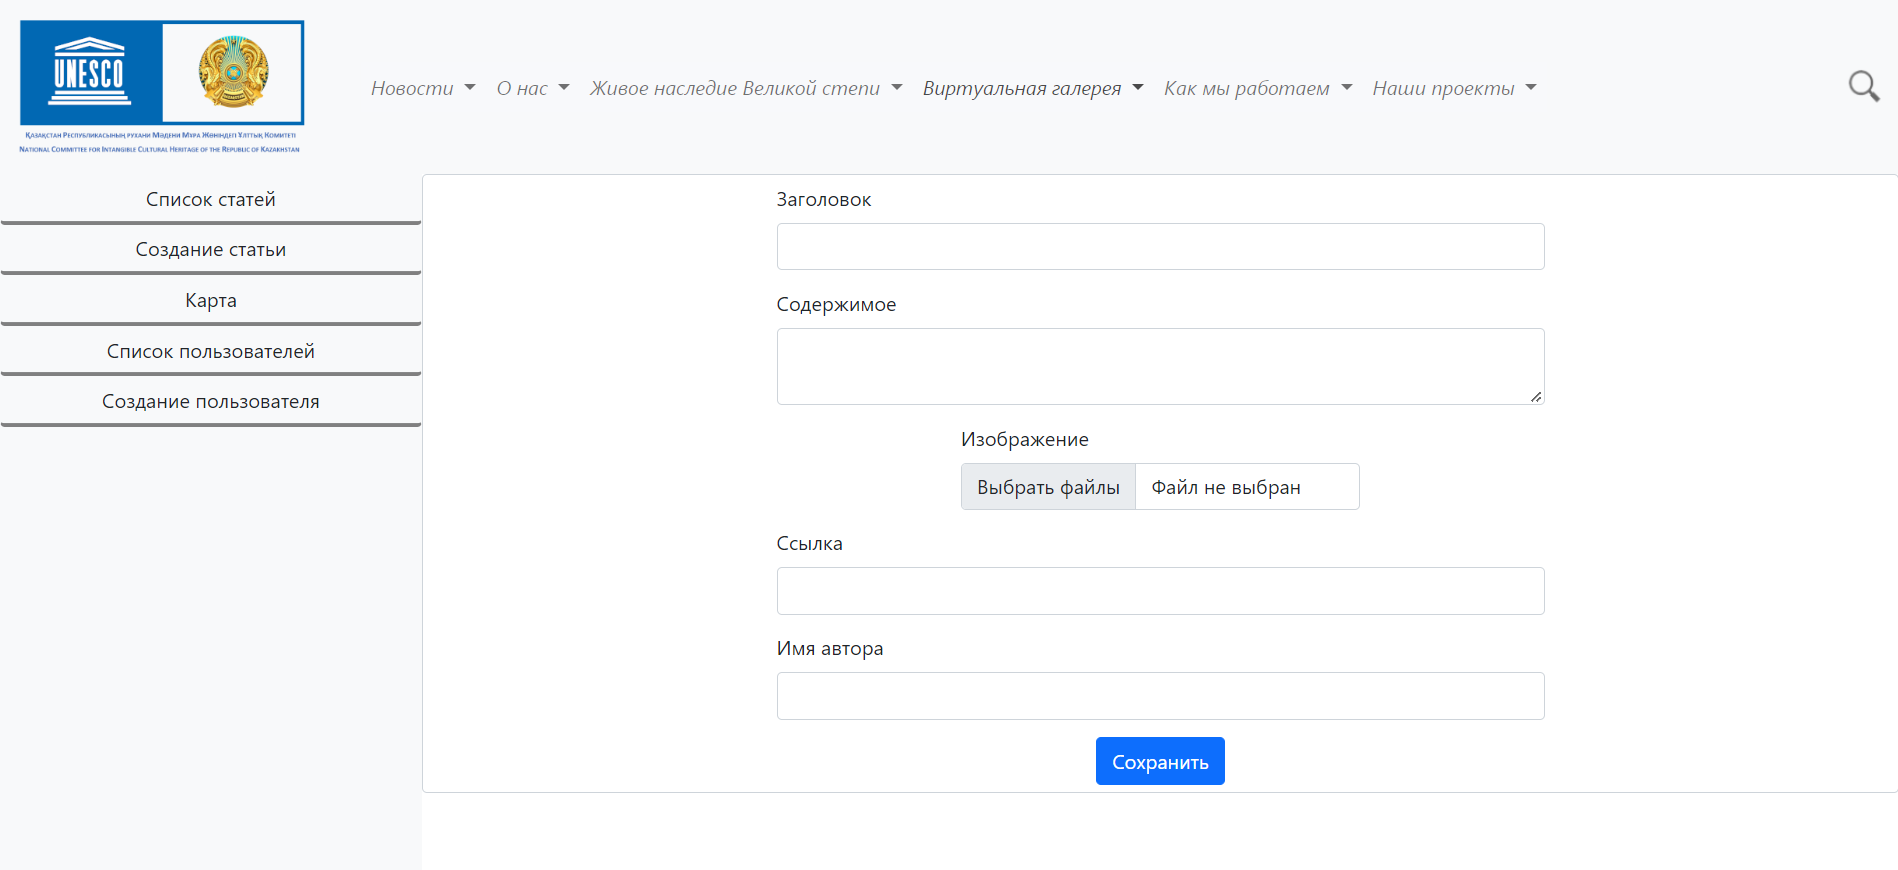 UNESCO
Қазақстан Республикасының рухани Мәдени Мұра Жөніндегі Ұлттық Комитеті
National Committee for Intangible Cultural Heritage of the Republic of Kazakhstan
Новости О нас Живое наследие Великой степи Виртуальная галерея Как мы работаем Наши проекты
Список статей
Создание статьи
Карта
Список пользователей
Создание пользователя
Заголовок
Содержимое
Изображение
Выбрать файлы Файл не выбран
Ссылка
Имя автора
Сохранить